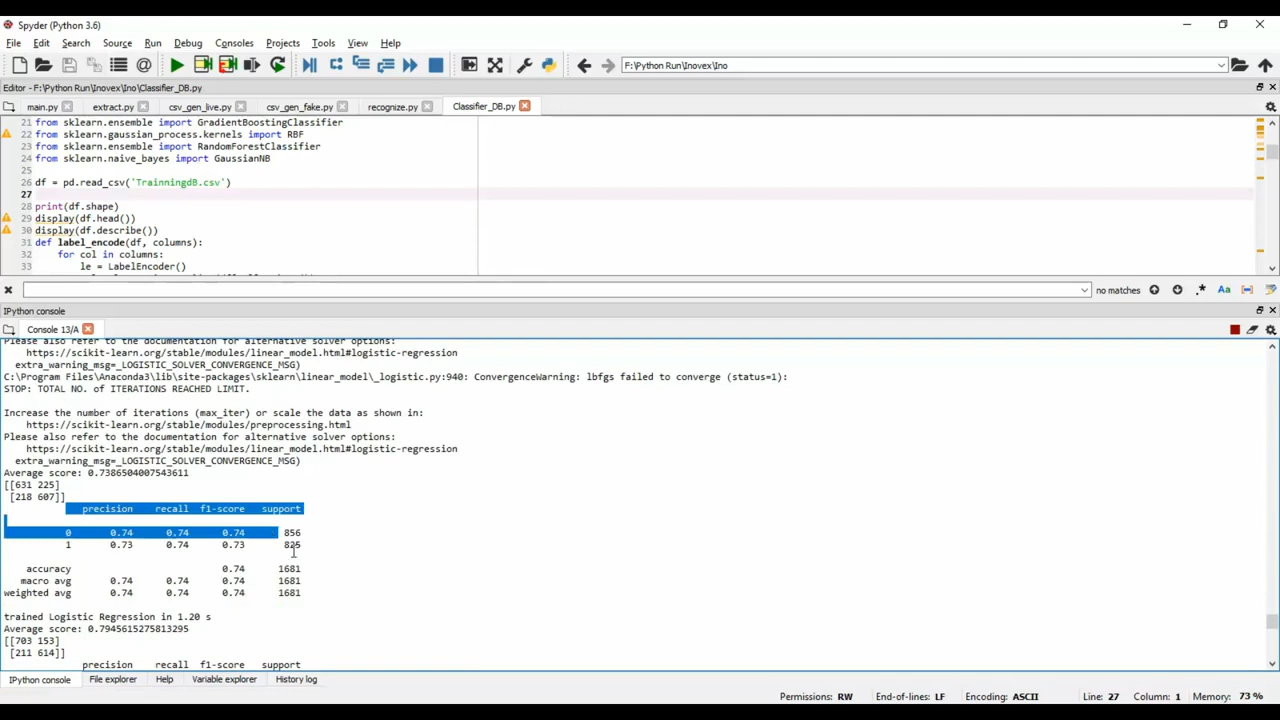 Spyder (Python 3.6)
File Edit Search Source Run Debug Consoles Projects Tools View Help
F:\Python Run\Inovex\Ino
Editor - F:\Python Run\Inovex\Ino\Classifier_DB.py
main.py extract.py csv_gen_live.py csv_gen_fake.py recognize.py Classifier_DB.py
21 from sklearn.ensemble import GradientBoostingClassifier
22 from sklearn.gaussian_process.kernels import RBF
23 from sklearn.ensemble import RandomForestClassifier
24 from sklearn.naive_bayes import GaussianNB
25
26 df = pd.read_csv('TrainningdB.csv')
27
28 print(df.shape)
29 display(df.head())
30 display(df.describe())
31 def label_encode(df, columns):
32 for col in columns:
33 le = LabelEncoder()
no matches .* Aa
IPython console
Console 13/A
Please also refer to the documentation for alternative solver options:
https://scikit-learn.org/stable/modules/linear_model.html#logistic-regression
extra_warning_msg=_LOGISTIC_SOLVER_CONVERGENCE_MSG)
C:\Program Files\Anaconda3\lib\site-packages\sklearn\linear_model\_logistic.py:940: ConvergenceWarning: lbfgs failed to converge (status=1):
STOP: TOTAL NO. of ITERATIONS REACHED LIMIT.
Increase the number of iterations (max_iter) or scale the data as shown in:
https://scikit-learn.org/stable/modules/preprocessing.html
Please also refer to the documentation for alternative solver options:
https://scikit-learn.org/stable/modules/linear_model.html#logistic-regression
extra_warning_msg=_LOGISTIC_SOLVER_CONVERGENCE_MSG)
Average score: 0.7386504007543611
[[631 225]
[218 607]]
precision recall f1-score support
0 0.74 0.74 0.74 856
1 0.73 0.74 0.73 825
accuracy 0.74 1681
macro avg 0.74 0.74 0.74 1681
weighted avg 0.74 0.74 0.74 1681
trained Logistic Regression in 1.20 s
Average score: 0.7945615275813295
[[703 153]
[211 614]]
precision recall f1-score support
IPython console File explorer Help Variable explorer History log
Permissions: RW End-of-lines: LF Encoding: ASCII Line: 27 Column: 1 Memory: 73 %